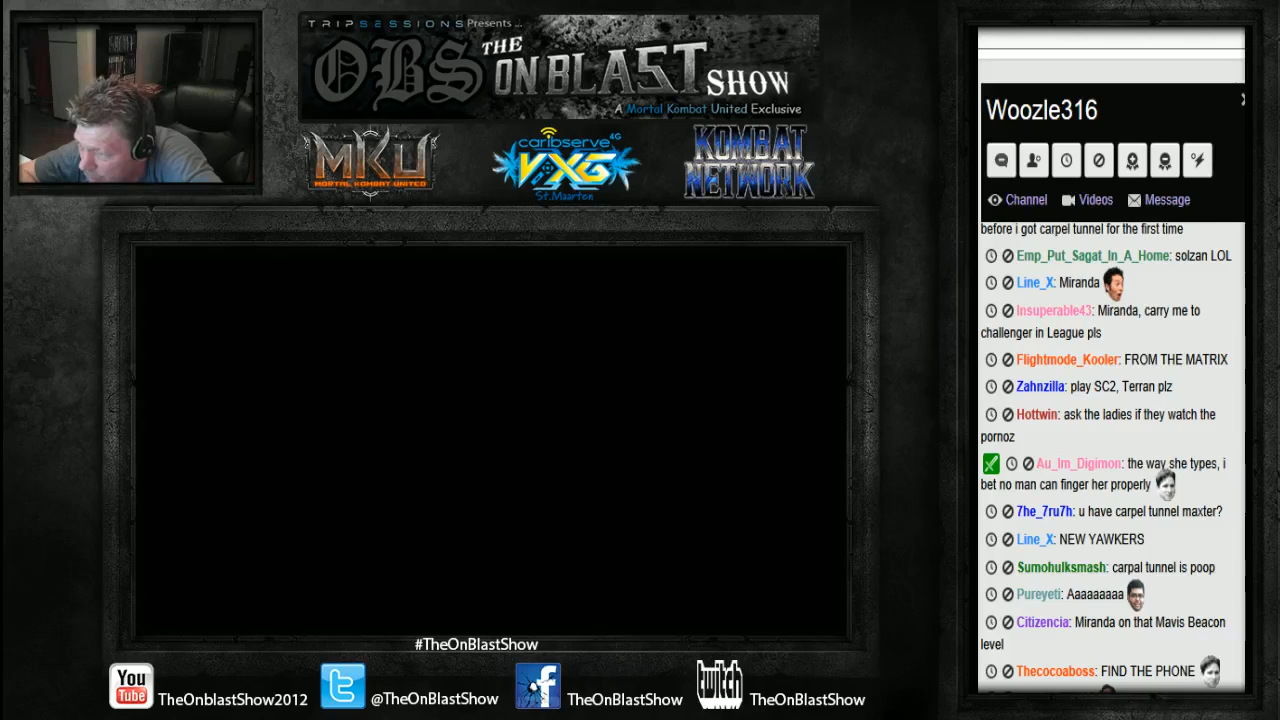 TRIPSESSIONS Presents ...
OBS THE ON BLAST SHOW
A Mortal Kombat United Exclusive
MKU
MORTAL KOMBAT UNITED
caribserve 4G
VXG
St.Maarten
KOMBAT
NETWORK
Woozle316
Channel Videos Message
before i got carpel tunnel for the first time
Emp_Put_Sagat_In_A_Home: solzan LOL
Line_X: Miranda
Insuperable43: Miranda, carry me to
challenger in League pls
Flightmode_Kooler: FROM THE MATRIX
Zahnzilla: play SC2, Terran plz
Hottwin: ask the ladies if they watch the
pornoz
Au_Im_Digimon: the way she types, i
bet no man can finger her properly
7he_7ru7h: u have carpel tunnel maxter?
Line_X: NEW YAWKERS
Sumohulksmash: carpal tunnel is poop
Pureyeti: Aaaaaaaaa
Citizencia: Miranda on that Mavis Beacon
level
Thecocoaboss: FIND THE PHONE
#TheOnBlastShow
You Tube TheOnblastShow2012
@TheOnBlastShow
f TheOnBlastShow
twitch TheOnBlastShow